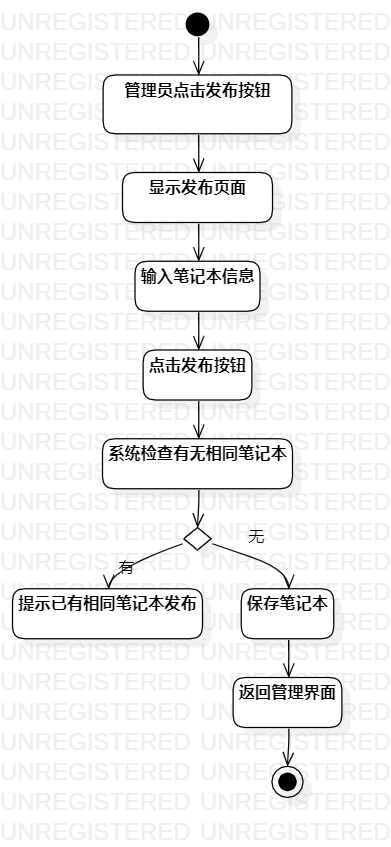 管理员点击发布按钮
显示发布页面
输入笔记本信息
点击发布按钮
系统检查有无相同笔记本
有
无
提示已有相同笔记本发布
保存笔记本
返回管理界面
UNREGISTERED